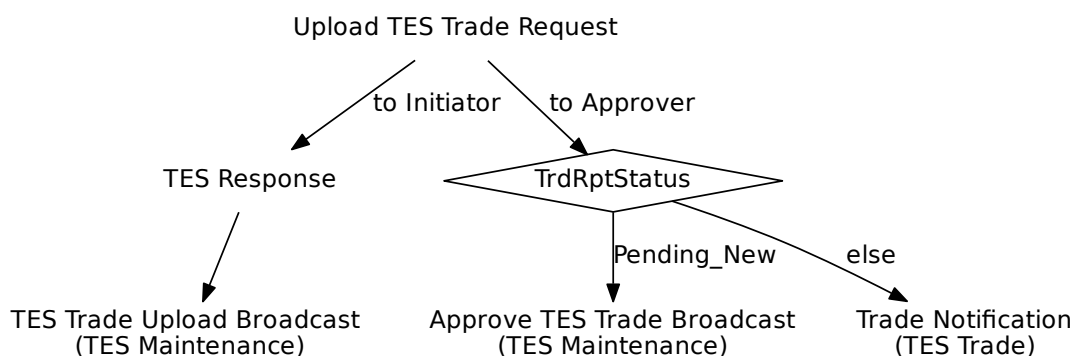 Upload TES Trade Request
to Initiator
to Approver
TES Response
TrdRptStatus
Pending_New
else
TES Trade Upload Broadcast
(TES Maintenance)
Approve TES Trade Broadcast
(TES Maintenance)
Trade Notification
(TES Trade)